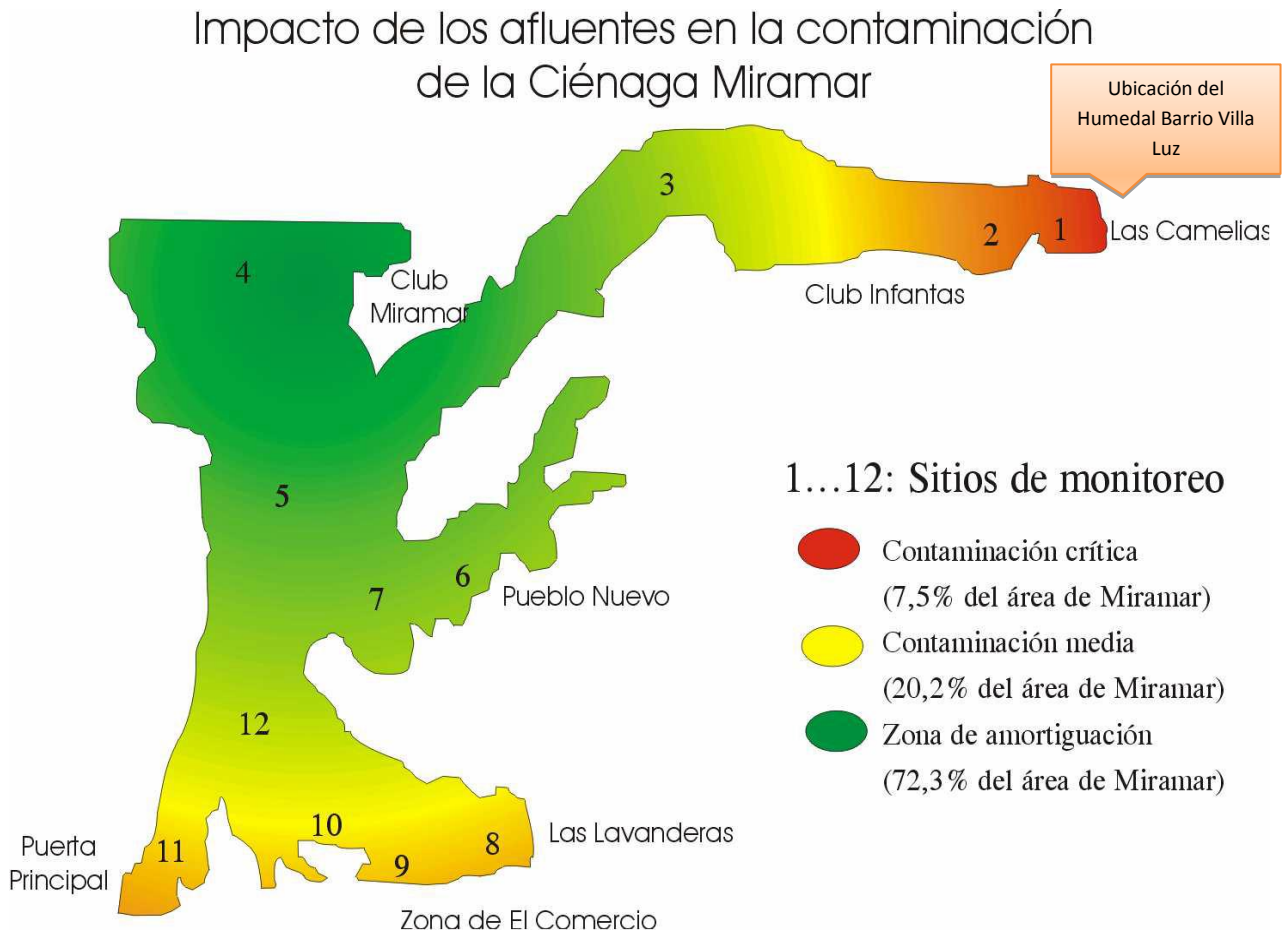 Impacto de los afluentes en la contaminación
de la Ciénaga Miramar
Ubicación del
Humedal Barrio Villa
Luz
3
2
1
Las Camelias
4
Club
Miramar
Club Infantas
5
6
7
Pueblo Nuevo
1...12: Sitios de monitoreo
Contaminación crítica
(7,5% del área de Miramar)
Contaminación media
(20,2% del área de Miramar)
Zona de amortiguación
(72,3% del área de Miramar)
12
10
8
Las Lavanderas
11
9
Puerta
Principal
Zona de El Comercio